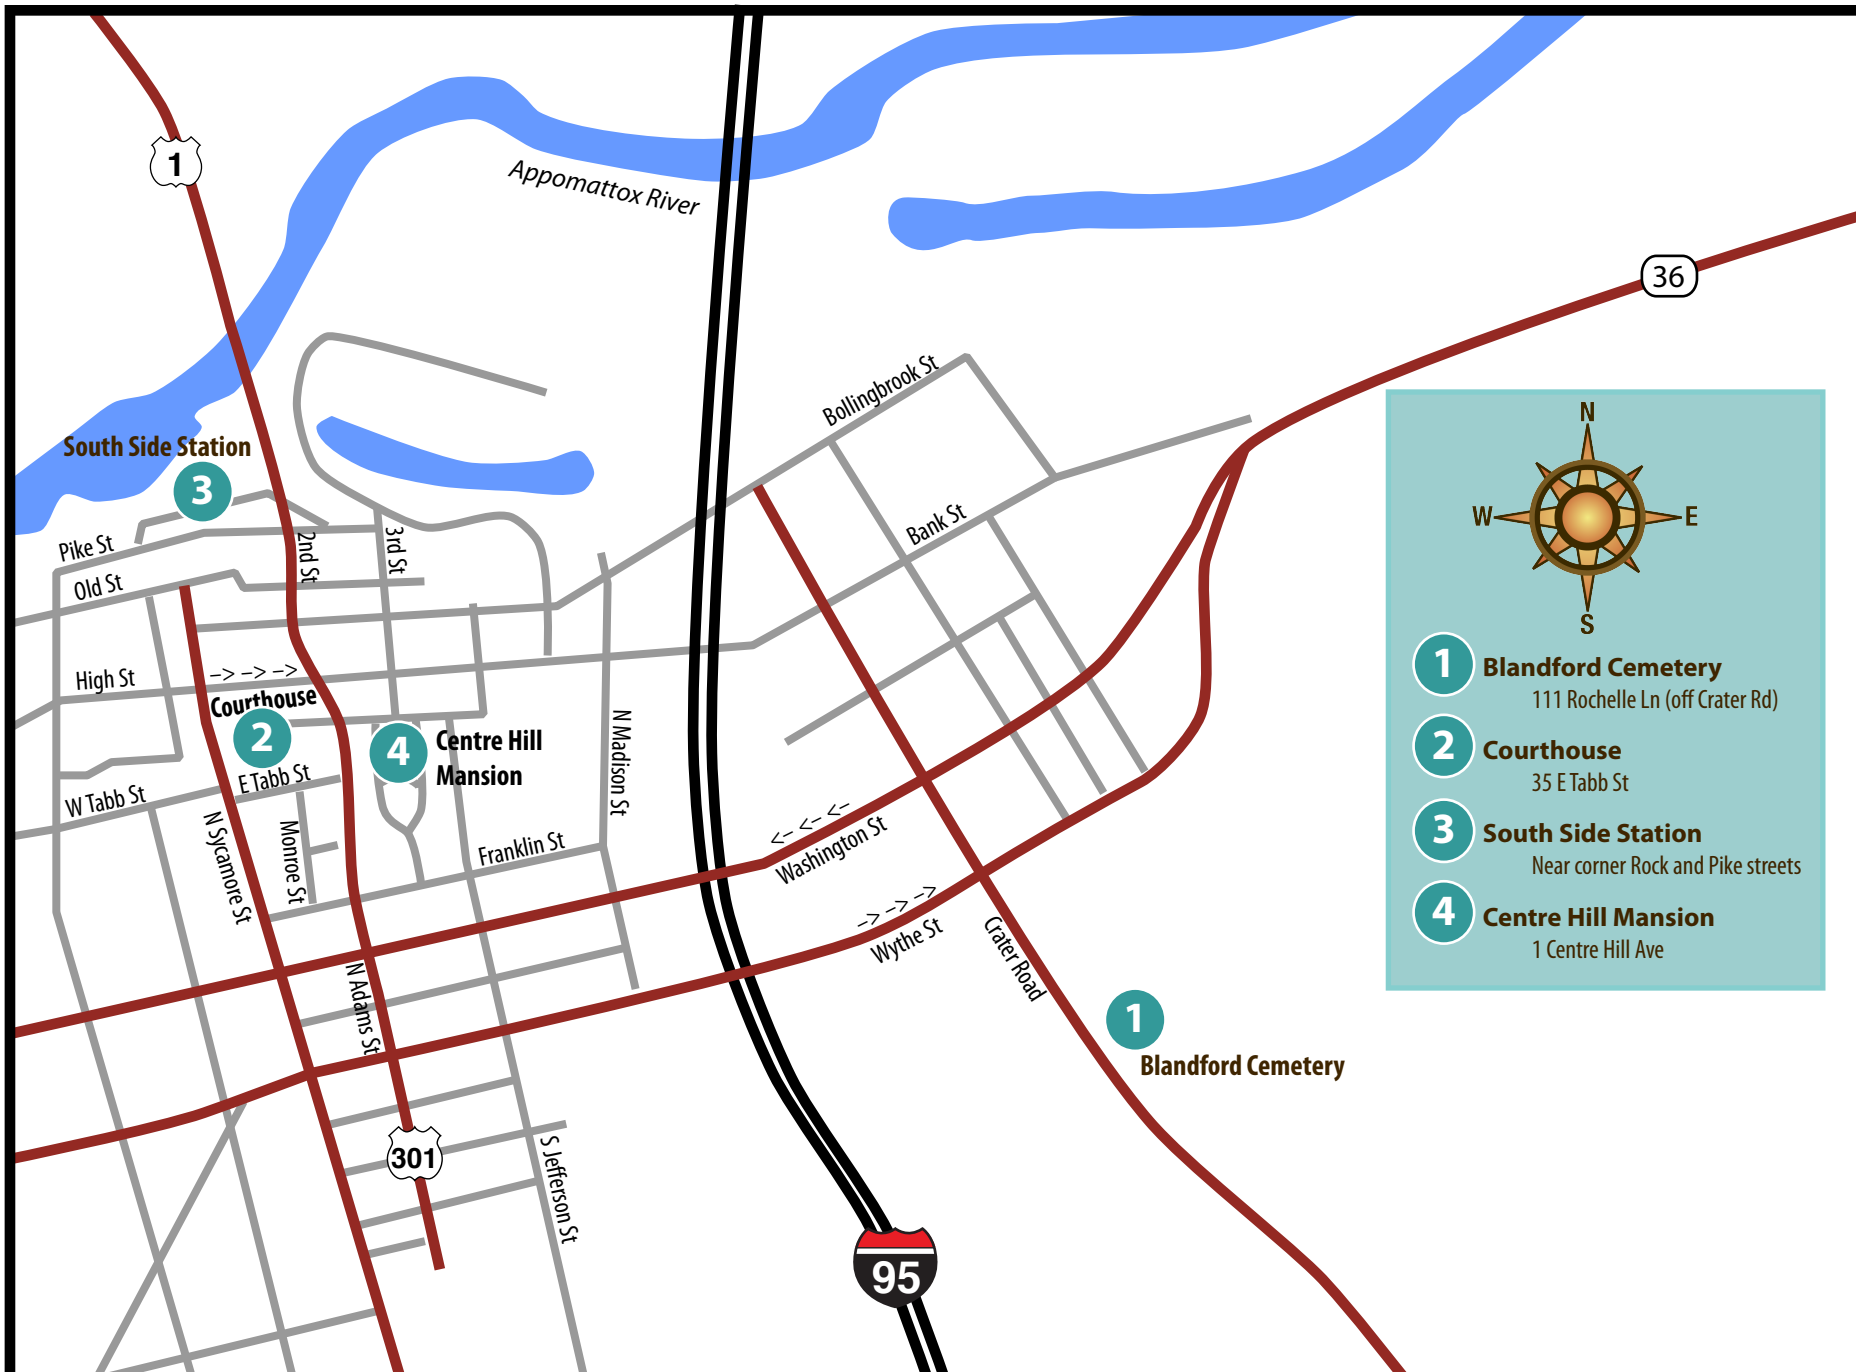 1
Appomattox River
36
South Side Station
3
Bollingbrook St
Bank St
Pike St
Old St
2nd St
3rd St
High St
-> -> ->
Courthouse
2
4
Centre Hill
Mansion
N Madison St
W Tabb St
E Tabb St
N Sycamore St
Monroe St
Franklin St
<- <- <-
Washington St
-> -> ->
Wythe St
Crater Road
N Adams St
1
Blandford Cemetery
301
S Jefferson St
95
N
W
E
S
1
Blandford Cemetery
111 Rochelle Ln (off Crater Rd)
2
Courthouse
35 E Tabb St
3
South Side Station
Near corner Rock and Pike streets
4
Centre Hill Mansion
1 Centre Hill Ave